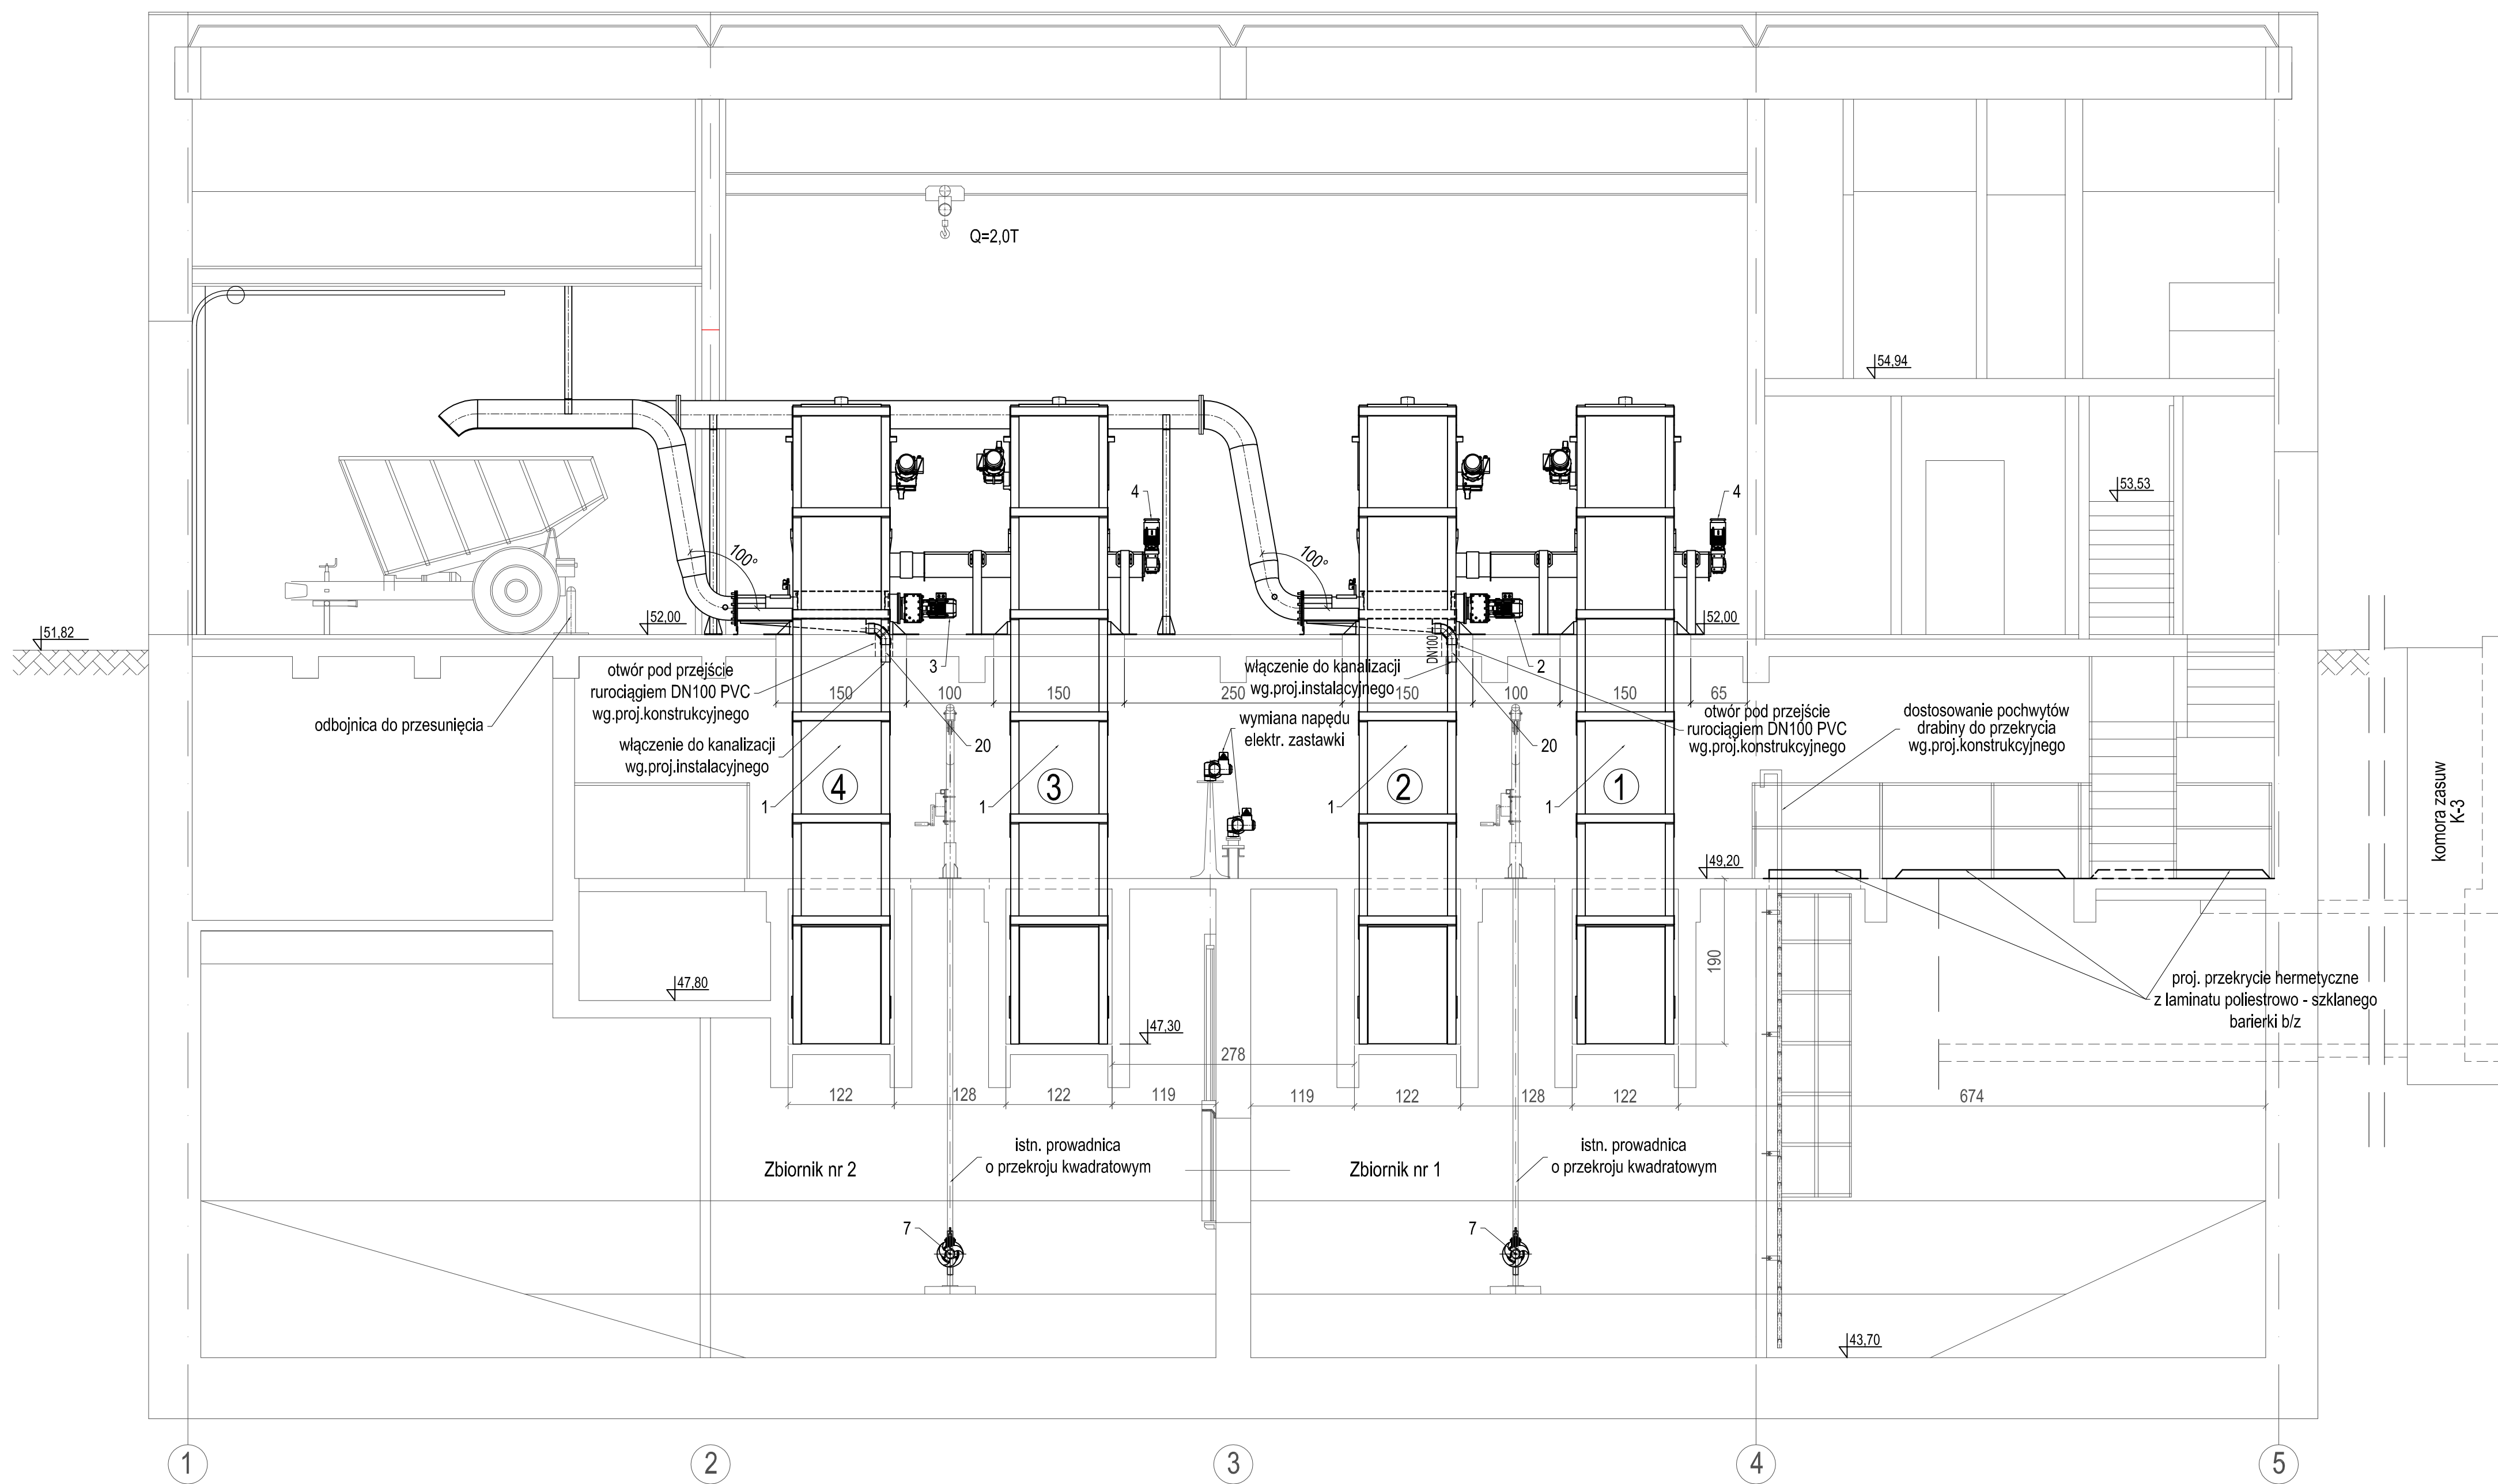 Q=2,0T
54,94
53,53
4
4
100°
100°
52,00
52,00
51,82
3
2
DN100
otwór pod przejście
rurociągiem DN100 PVC
wg.proj.konstrukcyjnego
włączenie do kanalizacji
wg.proj.instalacyjnego
150
100
150
250
150
100
150
65
odbojnica do przesunięcia
włączenie do kanalizacji
wg.proj.instalacyjnego
20
wymiana napędu
elektr. zastawki
20
otwór pod przejście
rurociągiem DN100 PVC
wg.proj.konstrukcyjnego
dostosowanie pochwytów
drabiny do przekrycia
wg.proj.konstrukcyjnego
4
3
2
1
1
1
1
1
komora zasuw
K-3
49,20
190
47,80
47,30
278
proj. przekrycie hermetyczne
z laminatu poliestrowo - szklanego
barierki b/z
122
128
122
119
119
122
128
122
674
Zbiornik nr 2
istn. prowadnica
o przekroju kwadratowym
Zbiornik nr 1
istn. prowadnica
o przekroju kwadratowym
7
7
43,70
1
2
3
4
5